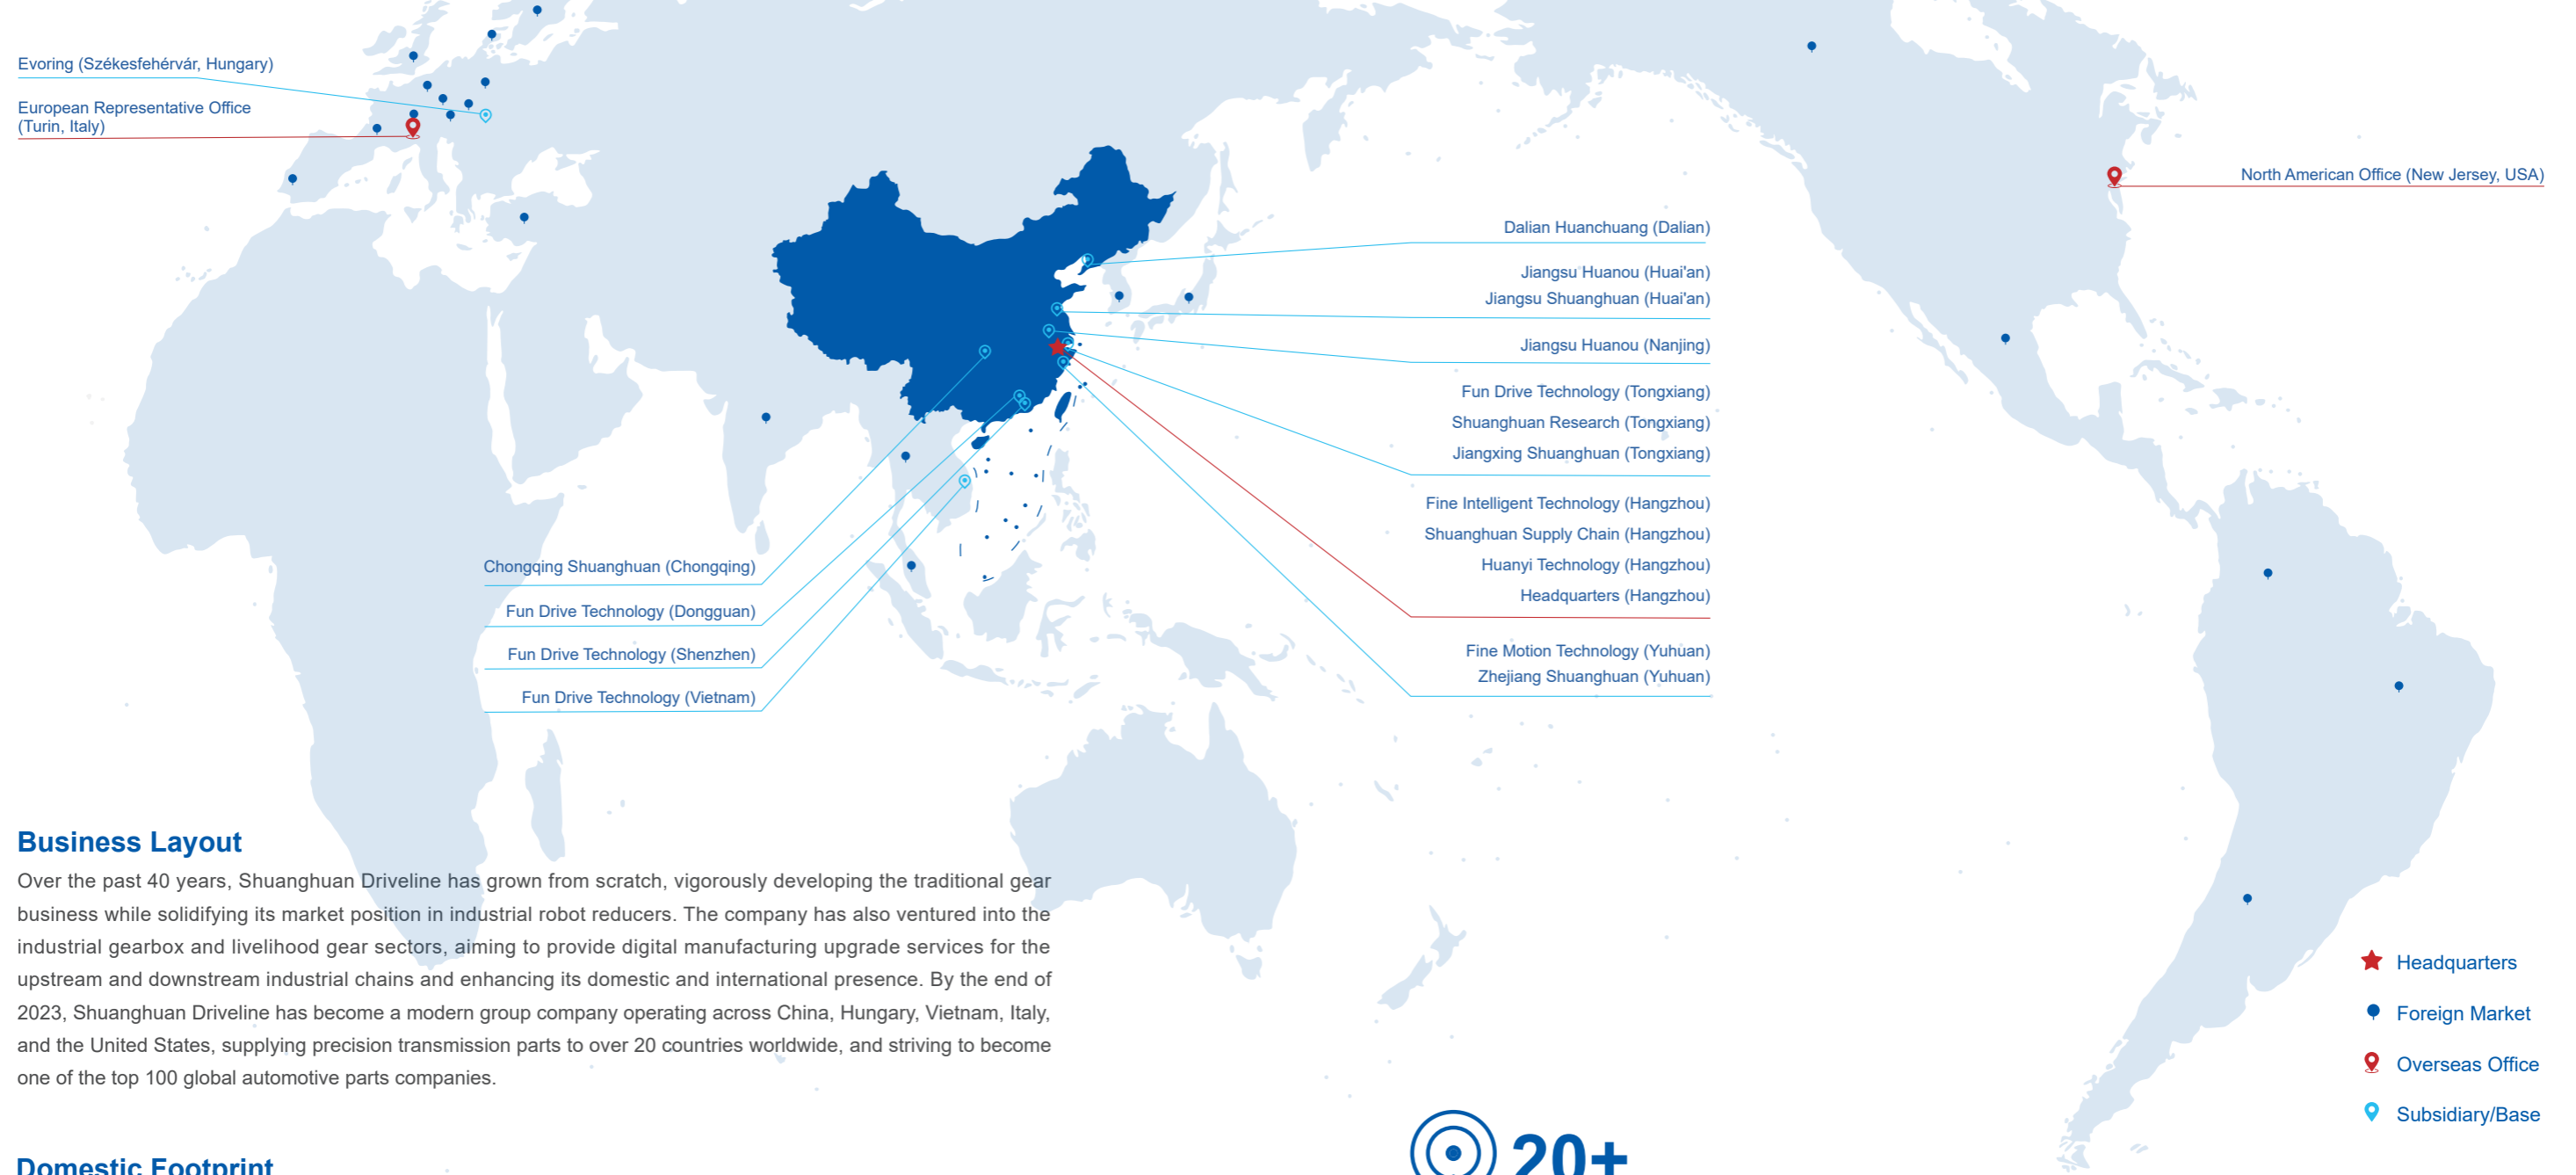 Evoring (Székesfehérvár, Hungary)
European Representative Office
(Turin, Italy)
North American Office (New Jersey, USA)
Dalian Huanchuang (Dalian)
Jiangsu Huanou (Huai'an)
Jiangsu Shuanghuan (Huai'an)
Jiangsu Huanou (Nanjing)
Fun Drive Technology (Tongxiang)
Shuanghuan Research (Tongxiang)
Jiangxing Shuanghuan (Tongxiang)
Fine Intelligent Technology (Hangzhou)
Shuanghuan Supply Chain (Hangzhou)
Huanyi Technology (Hangzhou)
Headquarters (Hangzhou)
Fine Motion Technology (Yuhuan)
Zhejiang Shuanghuan (Yuhuan)
Chongqing Shuanghuan (Chongqing)
Fun Drive Technology (Dongguan)
Fun Drive Technology (Shenzhen)
Fun Drive Technology (Vietnam)
Business Layout
Over the past 40 years, Shuanghuan Driveline has grown from scratch, vigorously developing the traditional gear
business while solidifying its market position in industrial robot reducers. The company has also ventured into the
industrial gearbox and livelihood gear sectors, aiming to provide digital manufacturing upgrade services for the
upstream and downstream industrial chains and enhancing its domestic and international presence. By the end of
2023, Shuanghuan Driveline has become a modern group company operating across China, Hungary, Vietnam, Italy,
and the United States, supplying precision transmission parts to over 20 countries worldwide, and striving to become
one of the top 100 global automotive parts companies.
Headquarters
Foreign Market
Overseas Office
Subsidiary/Base
Domestic Footprint
20+